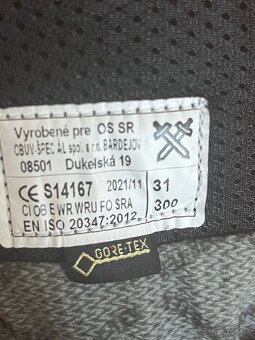 Vyrobené pre OS SR
OBUV-ŠPECIÁL spol. s r.o. BARDEJOV
08501 Dukelská 19
CE S14167 2021/11 31
CI OB E WR WRU FO SRA 300
EN ISO 20347:2012
GORE-TEX